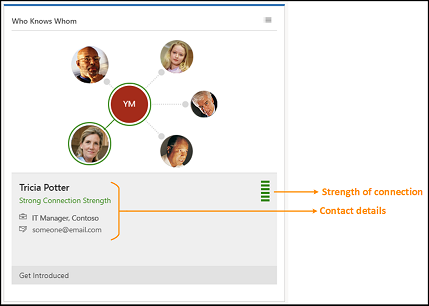 Who Knows Whom
YM
Tricia Potter
Strong Connection Strength
IT Manager, Contoso
someone@email.com
Get Introduced
Strength of connection
Contact details